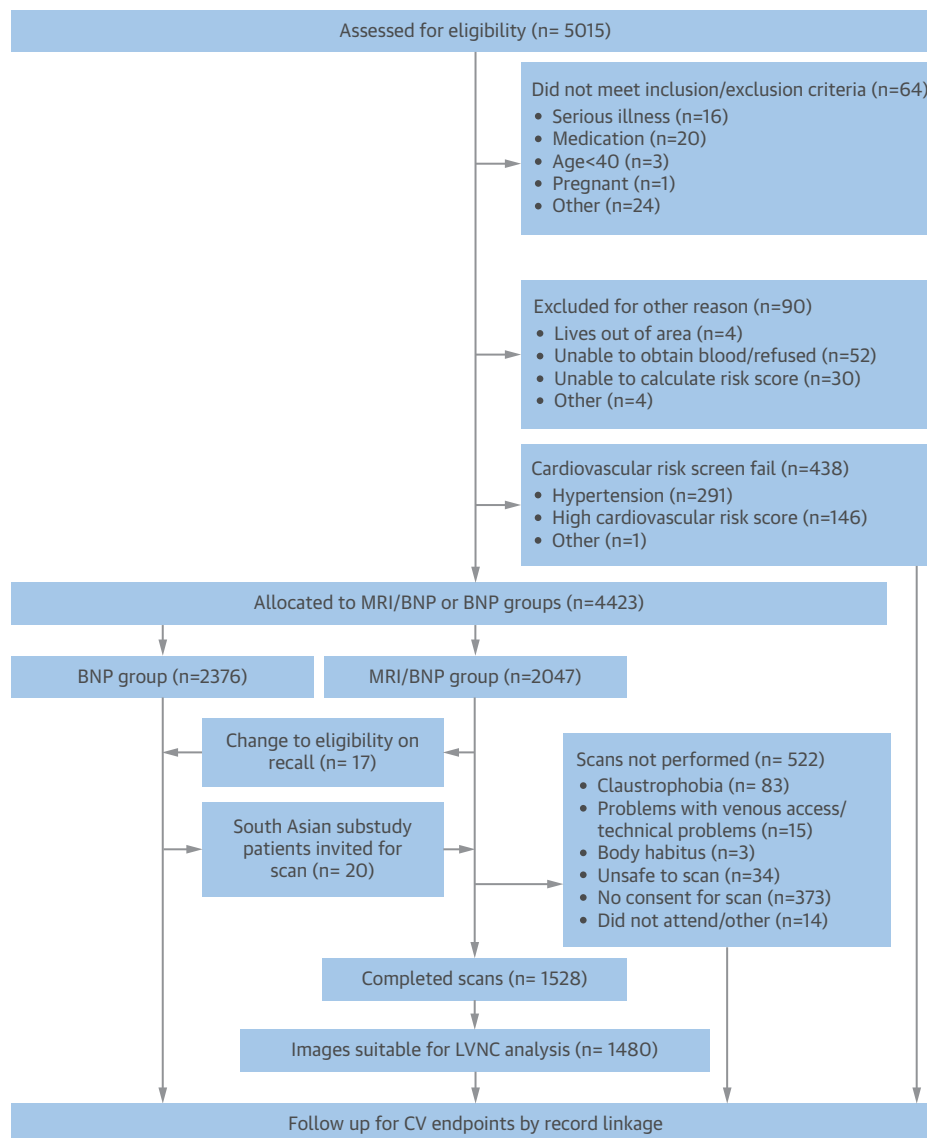 Assessed for eligibility (n= 5015)
Did not meet inclusion/exclusion criteria (n=64)
• Serious illness (n=16)
• Medication (n=20)
• Age<40 (n=3)
• Pregnant (n=1)
• Other (n=24)
Excluded for other reason (n=90)
• Lives out of area (n=4)
• Unable to obtain blood/refused (n=52)
• Unable to calculate risk score (n=30)
• Other (n=4)
Cardiovascular risk screen fail (n=438)
• Hypertension (n=291)
• High cardiovascular risk score (n=146)
• Other (n=1)
Allocated to MRI/BNP or BNP groups (n=4423)
BNP group (n=2376)
MRI/BNP group (n=2047)
Change to eligibility on
recall (n= 17)
South Asian substudy
patients invited for
scan (n= 20)
Scans not performed (n= 522)
• Claustrophobia (n= 83)
• Problems with venous access/
technical problems (n=15)
• Body habitus (n=3)
• Unsafe to scan (n=34)
• No consent for scan (n=373)
• Did not attend/other (n=14)
Completed scans (n= 1528)
Images suitable for LVNC analysis (n= 1480)
Follow up for CV endpoints by record linkage